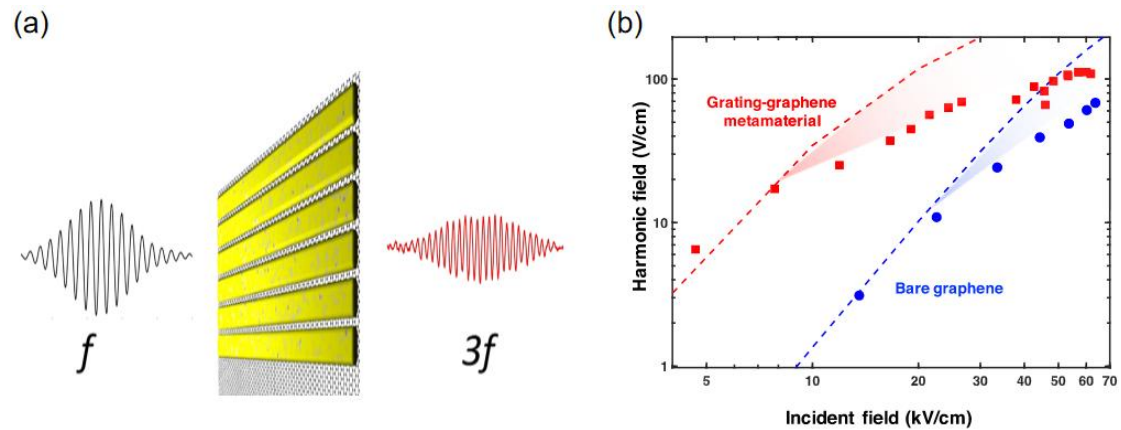 (a)
f
3f
(b)
Harmonic field (V/cm)
100
10
1
Grating-graphene
metamaterial
Bare graphene
5
10
20
30
40
50
60
70
Incident field (kV/cm)